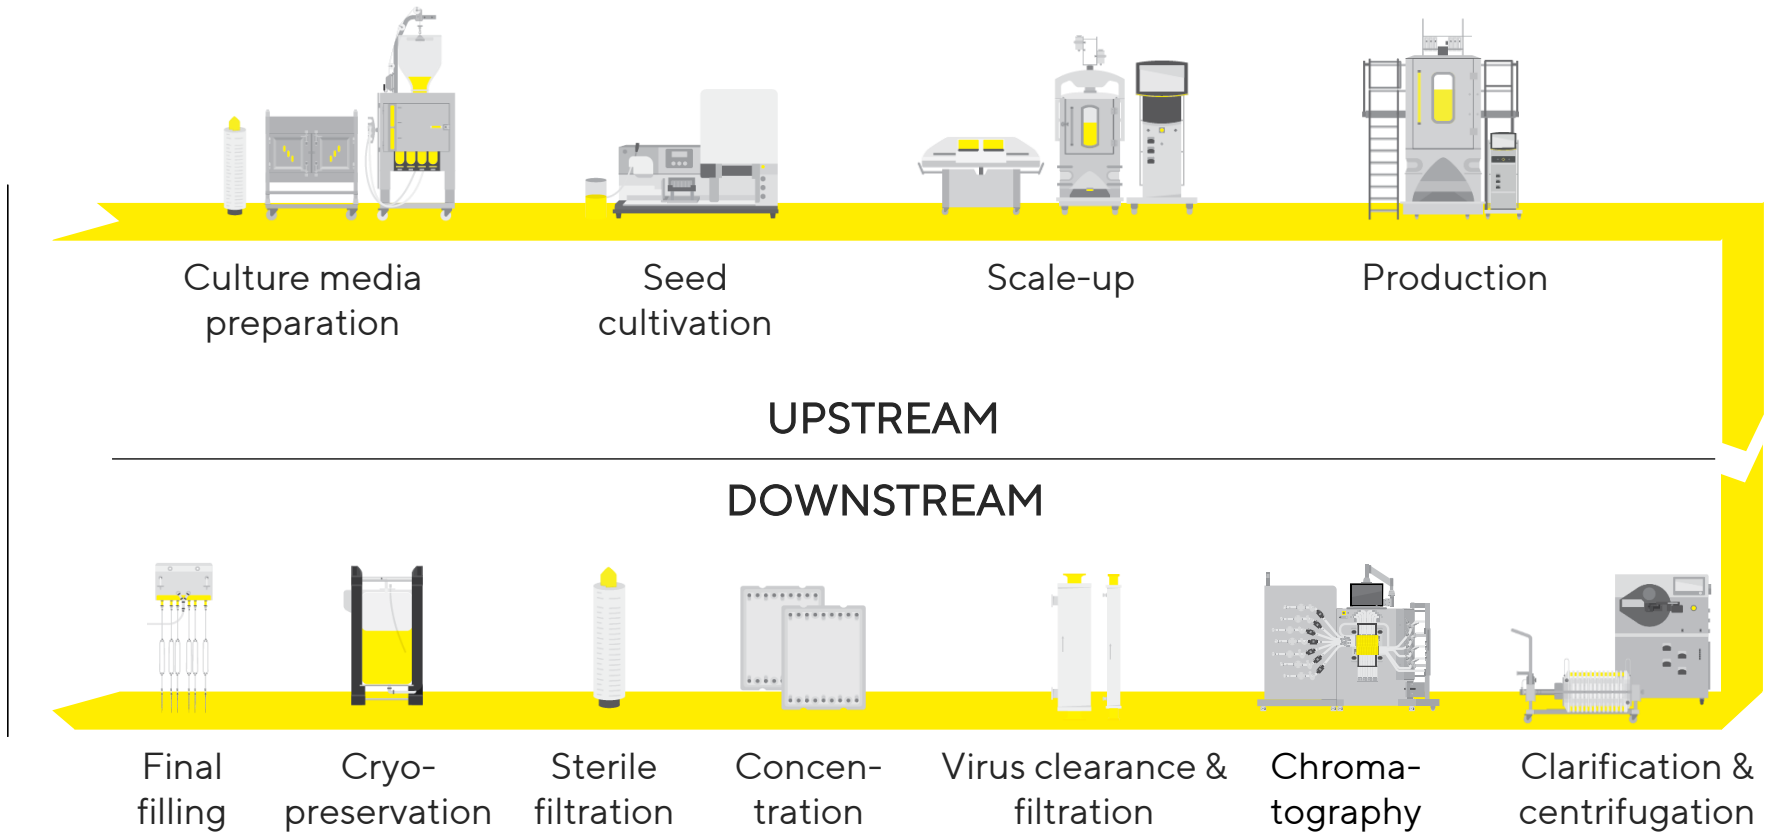 Culture media
preparation
Seed
cultivation
Scale-up
Production
UPSTREAM
DOWNSTREAM
Final
filling
Cryo-
preservation
Sterile
filtration
Concen-
tration
Virus clearance &
filtration
Chroma-
tography
Clarification &
centrifugation